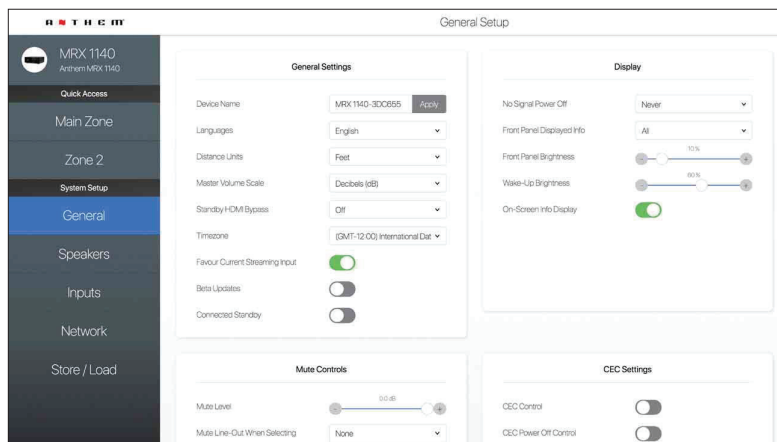 ANTHEM
General Setup
MRX 1140
Anthem MRX 1140
Quick Access
Main Zone
Zone 2
System Setup
General
Speakers
Inputs
Network
Store / Load
General Settings
Device Name MRX 1140-3DC655 Apply
Languages English
Distance Units Feet
Master Volume Scale Decibels (dB)
Standby HDMI Bypass Off
Timezone (GMT-12:00) International Dat
Favour Current Streaming Input
Beta Updates
Connected Standby
Display
No Signal Power Off Never
Front Panel Displayed Info All
10 %
Front Panel Brightness - +
60 %
Wake-Up Brightness - +
On-Screen Info Display
Mute Controls
Mute Level - +
Mute Line-Out When Selecting None
CEC Settings
CEC Control
CEC Power Off Control